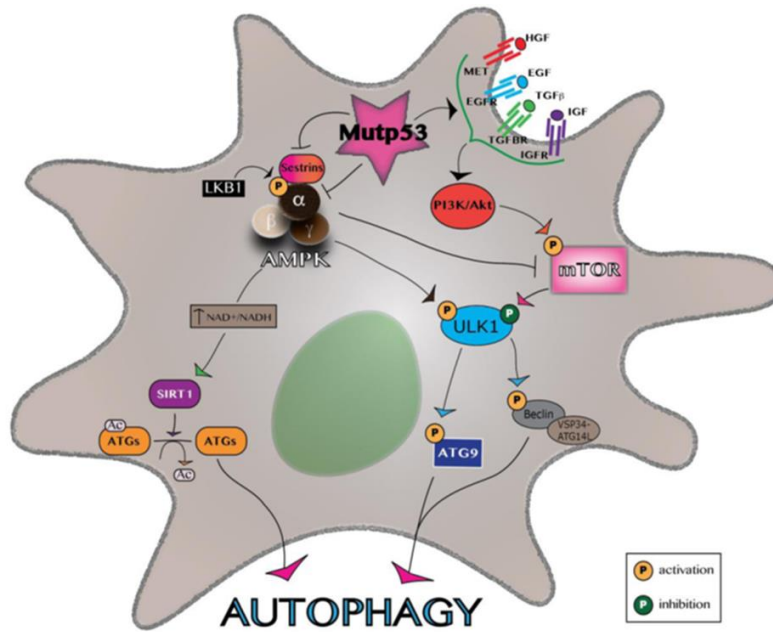 HGF
MET
EGF
EGFR
TGFβ
TGFBR
IGF
IGFR
Mutp53
Sestrins
LKB1
P
α
β
γ
AMPK
PI3K/Akt
P
mTOR
↑ NAD+/NADH
P
P
ULK1
SIRT1
P
Beclin
VSP34-
ATG14L
Ac
ATGs
ATGs
Ac
P
ATG9
AUTOPHAGY
P activation
P inhibition